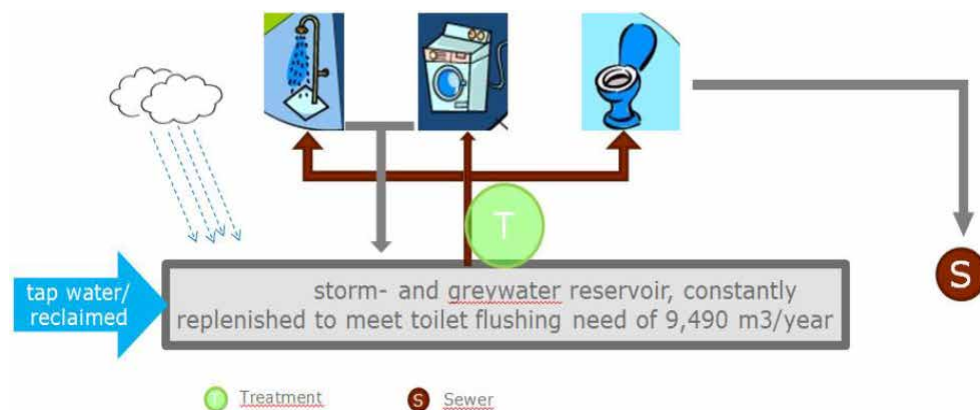 T
tap water/
reclaimed
storm- and greywater reservoir, constantly
replenished to meet toilet flushing need of 9,490 m3/year
S
T Treatment
S Sewer